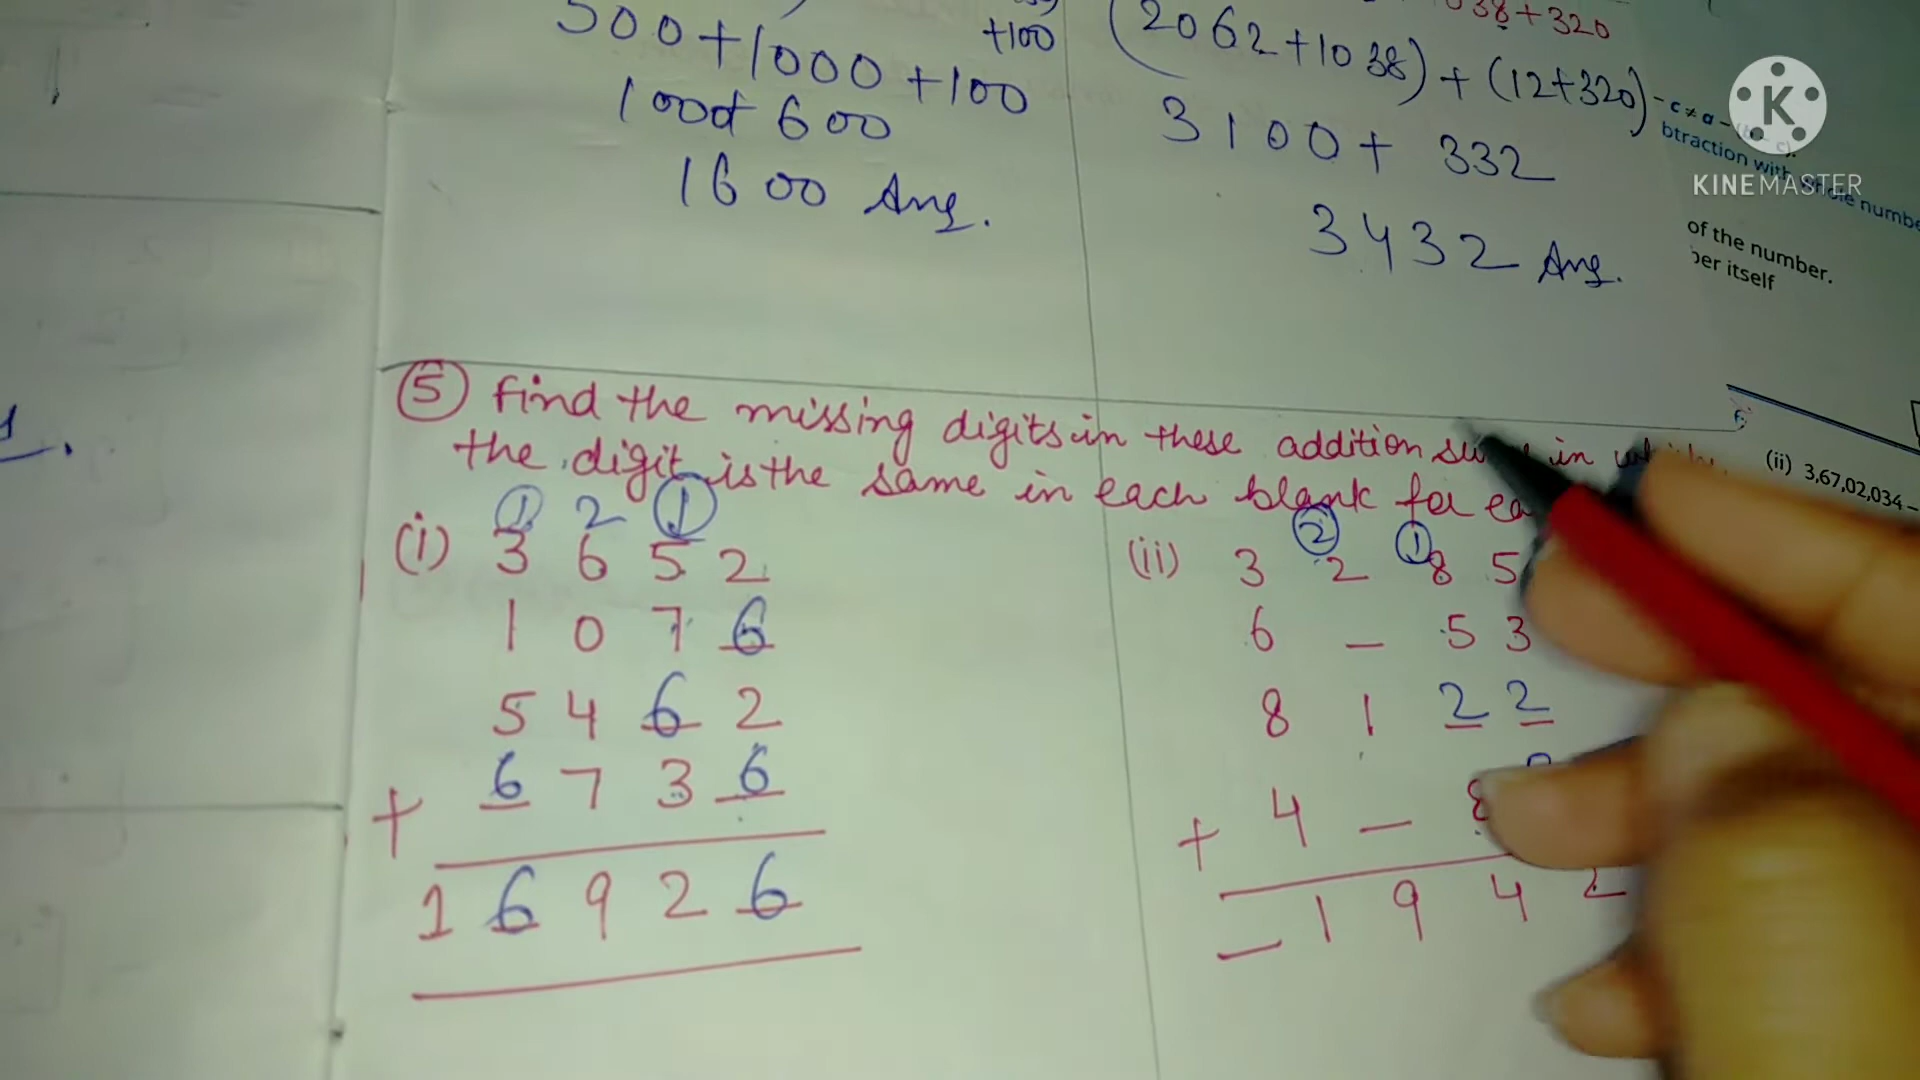 500+1000+100
+100
1000+600
1600 Ans.
38+320
(2062+1038)+(12+320)
3100+332
3432 Ans.
KINEMASTER
btraction with whole numbe
of the number.
itself
(ii) 3,67,02,034 –
⑤ Find the missing digits in these addition in
the digit is the same in each blank for
① 2 ①
(i) 3 6 5 2
1 0 7 6
5 4 6 2
+ 6 7 3 6
1 6 9 2 6
② ①
(ii) 3 2 8 5
6 _ 5 3
8 1 2 2
+ 4 _ 8
_ 1 9 4 2